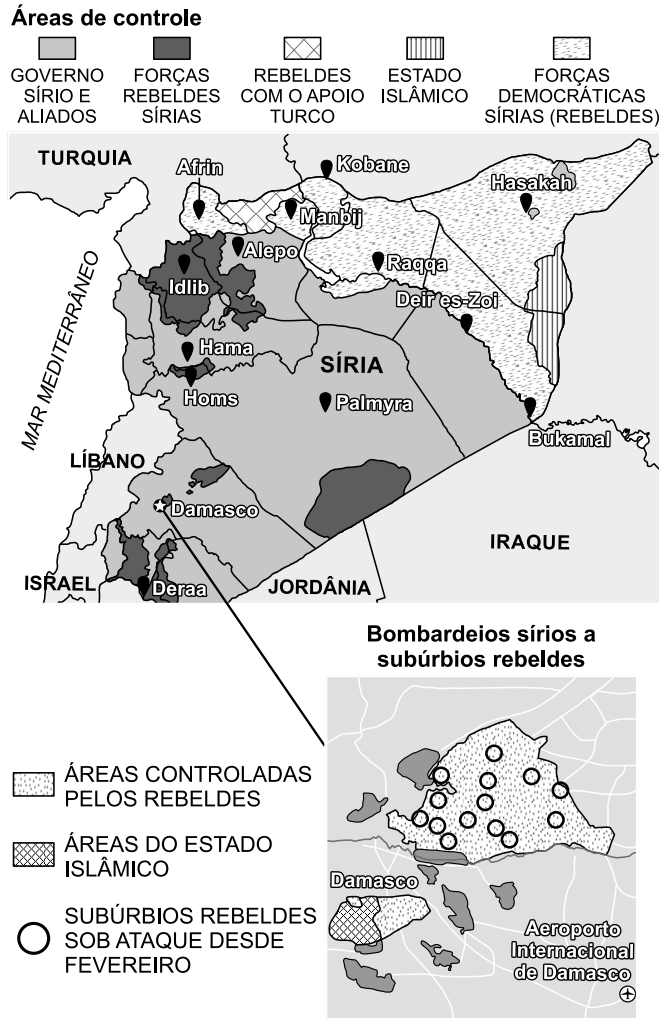 Áreas de controle
GOVERNO
SÍRIO E
ALIADOS
FORÇAS
REBELDES
SÍRIAS
REBELDES
COM O APOIO
TURCO
ESTADO
ISLÂMICO
FORÇAS
DEMOCRÁTICAS
SÍRIAS (REBELDES)
TURQUIA
Afrin
Kobane
Hasakah
Manbij
Alepo
Raqqa
Idlib
Deir es-Zoi
MAR MEDITERRÂNEO
Hama
SÍRIA
Homs
Palmyra
Bukamal
LÍBANO
Damasco
IRAQUE
ISRAEL
Deraa
JORDÂNIA
Bombardeios sírios a
subúrbios rebeldes
ÁREAS CONTROLADAS
PELOS REBELDES
ÁREAS DO ESTADO
ISLÂMICO
SUBÚRBIOS REBELDES
SOB ATAQUE DESDE
FEVEREIRO
Damasco
Aeroporto
Internacional
de Damasco